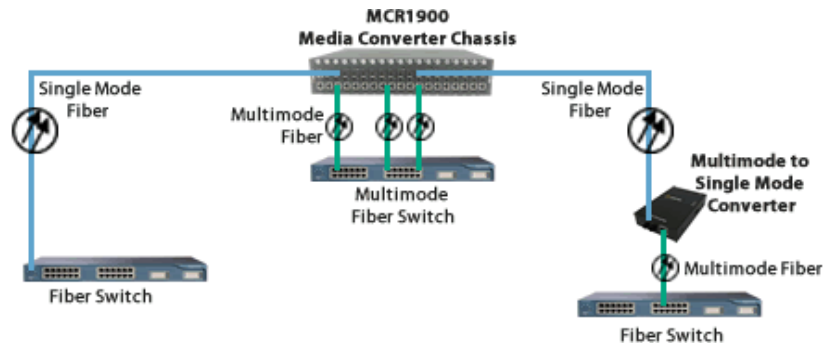 MCR1900
Media Converter Chassis
Single Mode
Fiber
Multimode
Fiber
Single Mode
Fiber
Multimode
Fiber Switch
Multimode to
Single Mode
Converter
Fiber Switch
Multimode Fiber
Fiber Switch